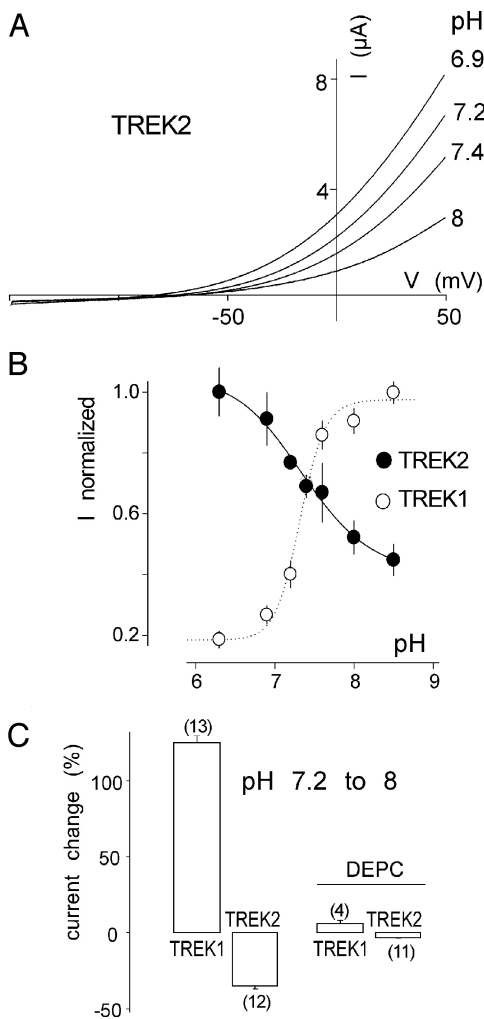 A
pH
6.9
7.2
7.4
8
8
4
I (μA)
TREK2
V (mV)
-50
50
B
1.0
0.6
0.2
I normalized
TREK2
TREK1
pH
6
7
8
9
C
(13)
pH 7.2 to 8
100
50
0
-50
current change (%)
DEPC
TREK2
(4)
TREK2
TREK1
TREK1
(11)
(12)